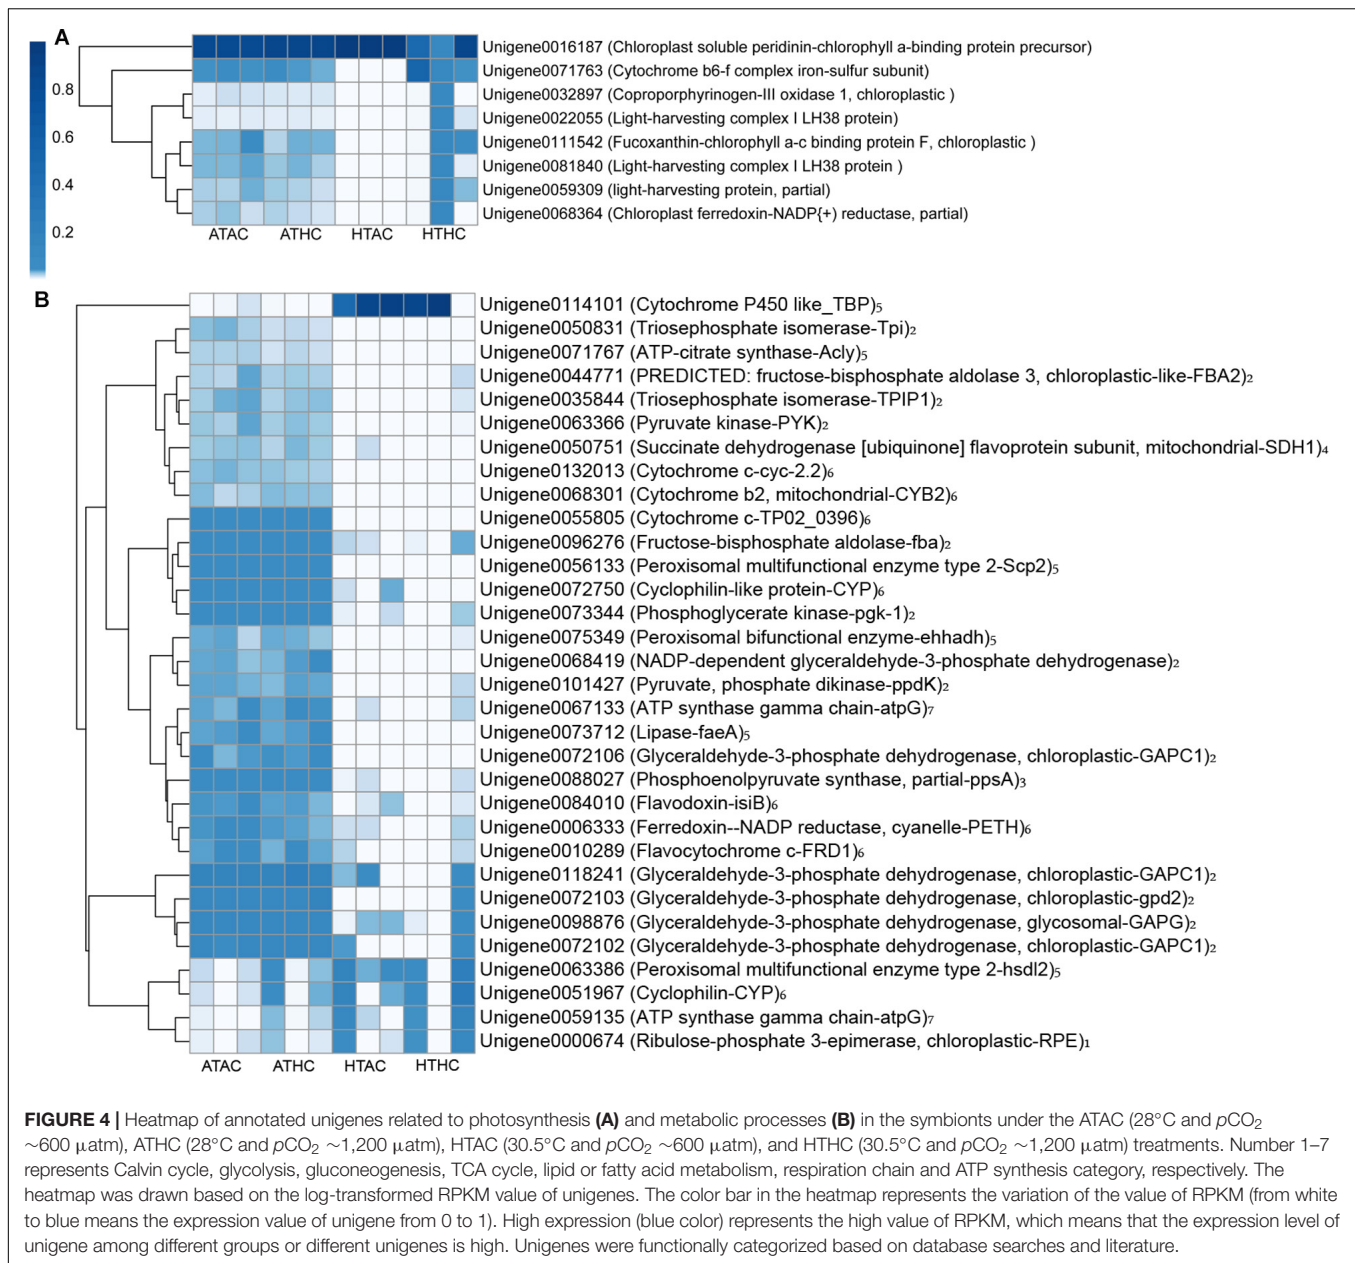 A
0.8
0.6
0.4
0.2
Unigene0016187 (Chloroplast soluble peridinin-chlorophyll a-binding protein precursor)
Unigene0071763 (Cytochrome b6-f complex iron-sulfur subunit)
Unigene0032897 (Coproporphyrinogen-III oxidase 1, chloroplastic )
Unigene0022055 (Light-harvesting complex I LH38 protein)
Unigene0111542 (Fucoxanthin-chlorophyll a-c binding protein F, chloroplastic )
Unigene0081840 (Light-harvesting complex I LH38 protein )
Unigene0059309 (light-harvesting protein, partial)
Unigene0068364 (Chloroplast ferredoxin-NADP{+) reductase, partial)
ATAC ATHC HTAC HTHC
B
Unigene0114101 (Cytochrome P450 like_TBP)₅
Unigene0050831 (Triosephosphate isomerase-Tpi)₂
Unigene0071767 (ATP-citrate synthase-Acly)₅
Unigene0044771 (PREDICTED: fructose-bisphosphate aldolase 3, chloroplastic-like-FBA2)₂
Unigene0035844 (Triosephosphate isomerase-TPIP1)₂
Unigene0063366 (Pyruvate kinase-PYK)₂
Unigene0050751 (Succinate dehydrogenase [ubiquinone] flavoprotein subunit, mitochondrial-SDH1)₄
Unigene0132013 (Cytochrome c-cyc-2.2)₆
Unigene0068301 (Cytochrome b2, mitochondrial-CYB2)₆
Unigene0055805 (Cytochrome c-TP02_0396)₆
Unigene0096276 (Fructose-bisphosphate aldolase-fba)₂
Unigene0056133 (Peroxisomal multifunctional enzyme type 2-Scp2)₅
Unigene0072750 (Cyclophilin-like protein-CYP)₆
Unigene0073344 (Phosphoglycerate kinase-pgk-1)₂
Unigene0075349 (Peroxisomal bifunctional enzyme-ehhadh)₅
Unigene0068419 (NADP-dependent glyceraldehyde-3-phosphate dehydrogenase)₂
Unigene0101427 (Pyruvate, phosphate dikinase-ppdK)₂
Unigene0067133 (ATP synthase gamma chain-atpG)₇
Unigene0073712 (Lipase-faeA)₅
Unigene0072106 (Glyceraldehyde-3-phosphate dehydrogenase, chloroplastic-GAPC1)₂
Unigene0088027 (Phosphoenolpyruvate synthase, partial-ppsA)₃
Unigene0084010 (Flavodoxin-isiB)₆
Unigene0006333 (Ferredoxin--NADP reductase, cyanelle-PETH)₆
Unigene0010289 (Flavocytochrome c-FRD1)₆
Unigene0118241 (Glyceraldehyde-3-phosphate dehydrogenase, chloroplastic-GAPC1)₂
Unigene0072103 (Glyceraldehyde-3-phosphate dehydrogenase, chloroplastic-gpd2)₂
Unigene0098876 (Glyceraldehyde-3-phosphate dehydrogenase, glycosomal-GAPG)₂
Unigene0072102 (Glyceraldehyde-3-phosphate dehydrogenase, chloroplastic-GAPC1)₂
Unigene0063386 (Peroxisomal multifunctional enzyme type 2-hsdl2)₅
Unigene0051967 (Cyclophilin-CYP)₆
Unigene0059135 (ATP synthase gamma chain-atpG)₇
Unigene0000674 (Ribulose-phosphate 3-epimerase, chloroplastic-RPE)₁
ATAC ATHC HTAC HTHC
FIGURE 4 | Heatmap of annotated unigenes related to photosynthesis (A) and metabolic processes (B) in the symbionts under the ATAC (28°C and pCO₂
~600 µatm), ATHC (28°C and pCO₂ ~1,200 µatm), HTAC (30.5°C and pCO₂ ~600 µatm), and HTHC (30.5°C and pCO₂ ~1,200 µatm) treatments. Number 1–7
represents Calvin cycle, glycolysis, gluconeogenesis, TCA cycle, lipid or fatty acid metabolism, respiration chain and ATP synthesis category, respectively. The
heatmap was drawn based on the log-transformed RPKM value of unigenes. The color bar in the heatmap represents the variation of the value of RPKM (from white
to blue means the expression value of unigene from 0 to 1). High expression (blue color) represents the high value of RPKM, which means that the expression level of
unigene among different groups or different unigenes is high. Unigenes were functionally categorized based on database searches and literature.